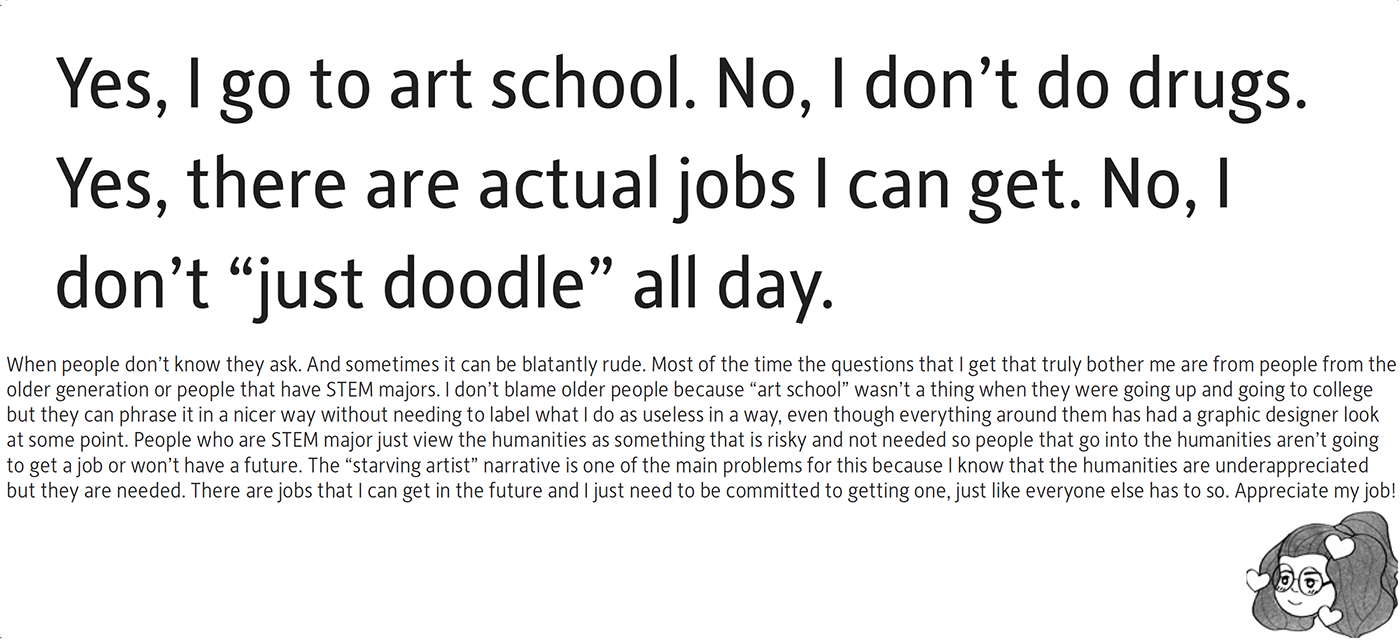 Yes, I go to art school. No, I don’t do drugs.
Yes, there are actual jobs I can get. No, I
don’t “just doodle” all day.
When people don’t know they ask. And sometimes it can be blatantly rude. Most of the time the questions that I get that truly bother me are from people from the
older generation or people that have STEM majors. I don’t blame older people because “art school” wasn’t a thing when they were going up and going to college
but they can phrase it in a nicer way without needing to label what I do as useless in a way, even though everything around them has had a graphic designer look
at some point. People who are STEM major just view the humanities as something that is risky and not needed so people that go into the humanities aren’t going
to get a job or won’t have a future. The “starving artist” narrative is one of the main problems for this because I know that the humanities are underappreciated
but they are needed. There are jobs that I can get in the future and I just need to be committed to getting one, just like everyone else has to so. Appreciate my job!